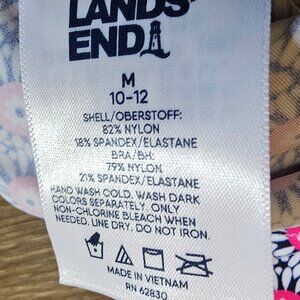 LANDS'
END
M
10-12
SHELL/OBERSTOFF:
82% NYLON
18% SPANDEX/ELASTANE
BRA/BH:
79% NYLON
21% SPANDEX/ELASTANE
HAND WASH COLD. WASH DARK
COLORS SEPARATELY. ONLY
NON-CHLORINE BLEACH WHEN
NEEDED. LINE DRY. DO NOT IRON.
MADE IN VIETNAM
RN 62830